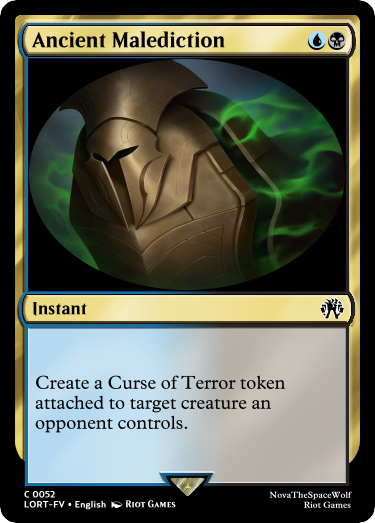 Ancient Malediction
Instant
Create a Curse of Terror token
attached to target creature an
opponent controls.
C 0052
LORT-FV • English RIOT GAMES
NovaTheSpaceWolf
Riot Games